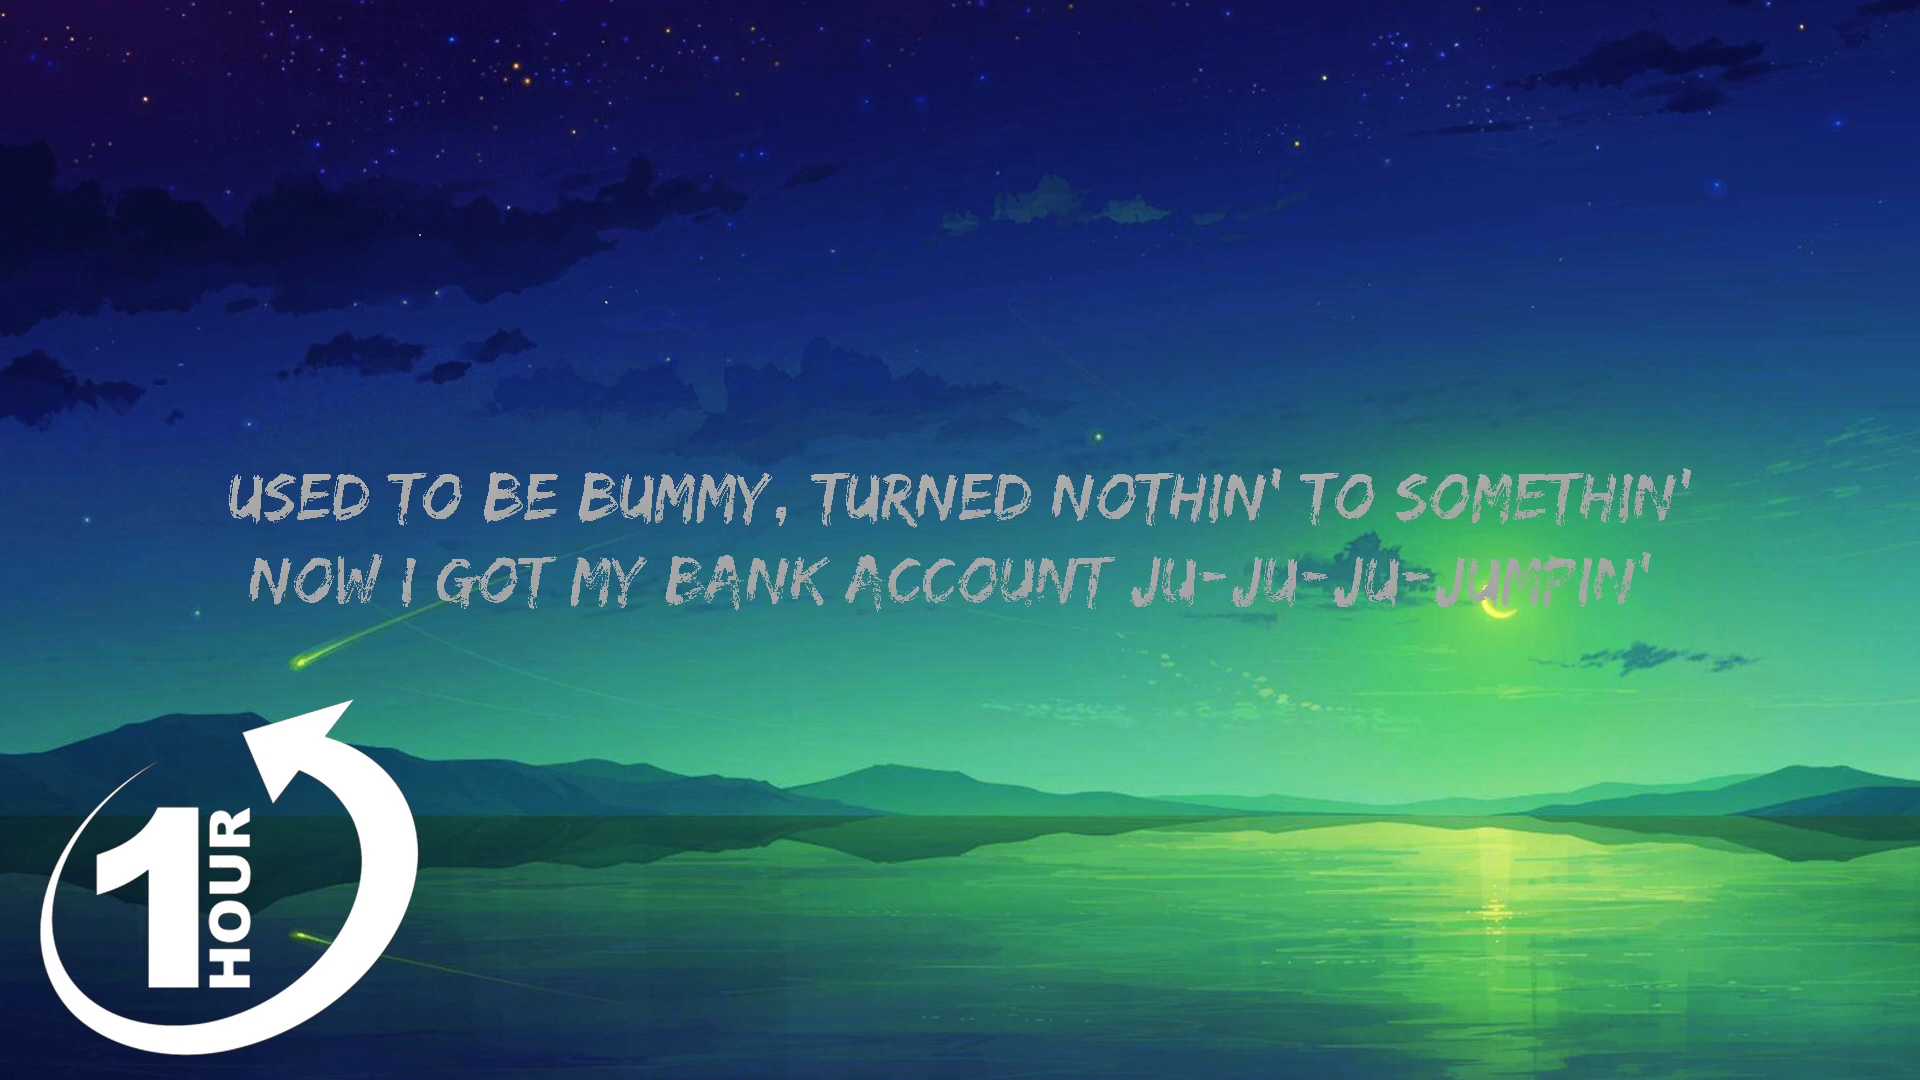 USED TO BE BUMMY, TURNED NOTHIN' TO SOMETHIN'
NOW I GOT MY BANK ACCOUNT JU-JU-JU-JUMPIN'
1 HOUR